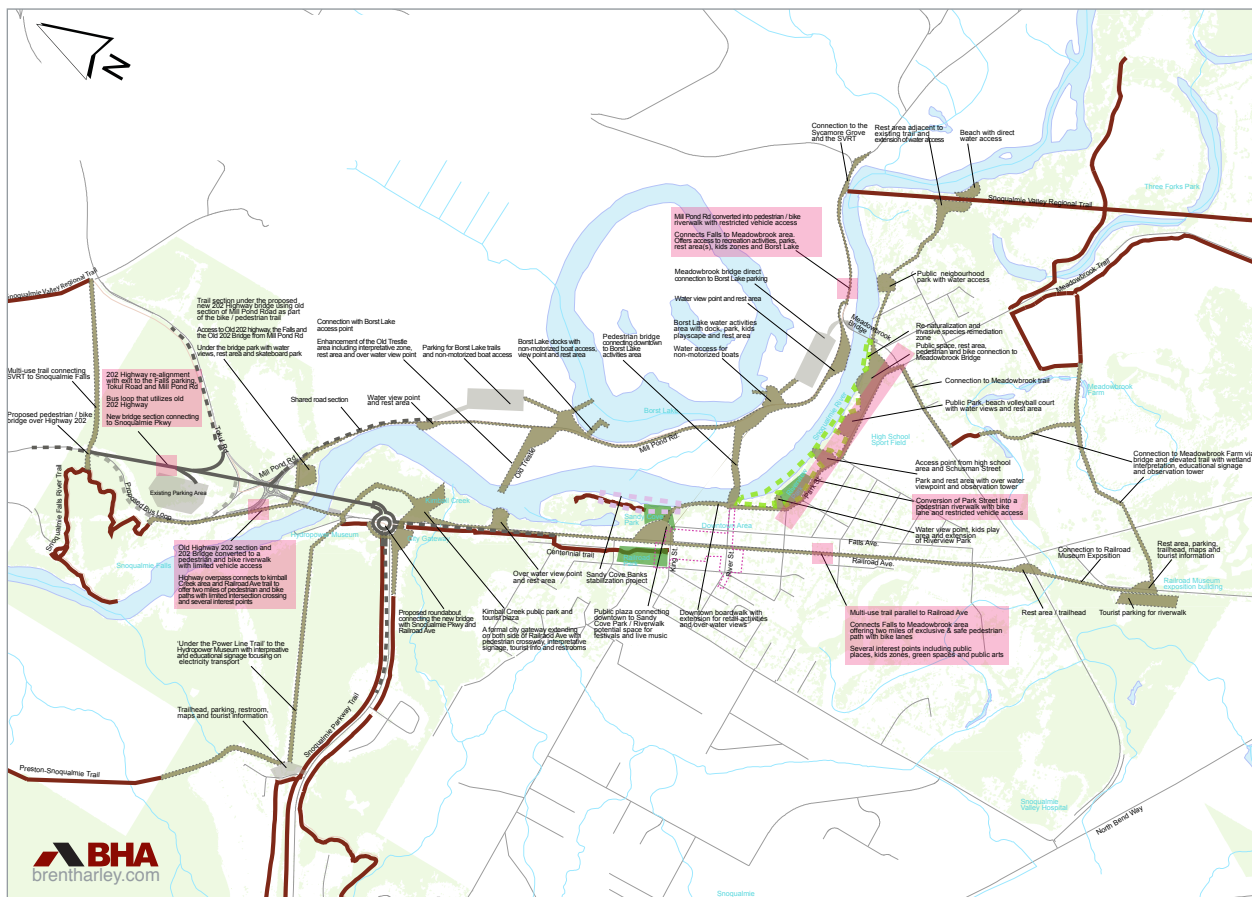 N
Connection to the
Sycamore Grove
and the SVRT
Rest area adjacent to
existing trail and
extension of water access
Beach with direct
water access
Three Forks Park
Snoqualmie Valley Regional Trail
Mill Pond Rd converted into pedestrian / bike
riverwalk with restricted vehicle access
Connects Falls to Meadowbrook area.
Offers access to recreation activities, parks,
rest area(s), kids zones and Borst Lake
Meadowbrook Trail
Snoqualmie Valley Regional Trail
Meadowbrook bridge direct
connection to Borst Lake parking
Public neigbourhood
park with water access
Water view point and rest area
Trail section under the proposed
new 202 Highway bridge using old
section of Mill Pond Road as part
of the bike / pedestrian trail
Access to Old 202 highway, the Falls and
the Old 202 Bridge from Mill Pond Rd
Under the bridge park with water
views, rest area and skateboard park
Connection with Borst Lake
access point
Enhancement of the Old Trestle
area including interpretative zone,
rest area and over water view point
Parking for Borst Lake trails
and non-motorized boat access
Borst Lake docks with
non-motorized boat access,
view point and rest area
Pedestrian bridge
connecting downtown
to Borst Lake
activities area
Borst Lake water activities
area with dock, park, kids
playscape and rest area
Water access for
non-motorized boats
Meadowbrook
Bridge
Re-naturalization and
invasive species remediation
zone
Public space, rest area,
pedestrian and bike connection to
Meadowbrook Bridge
Multi-use trail connecting
SVRT to Snoqualmie Falls
202 Highway re-alignment
with exit to the Falls parking,
Tokul Road and Mill Pond Rd
Bus loop that utilizes old
202 Highway
New bridge section connecting
to Snoqualmie Pkwy
Proposed pedestrian / bike
bridge over Highway 202
Shared road section
Water view point
and rest area
Connection to Meadowbrook trail
Meadowbrook
Farm
Public Park, beach volleyball court
with water views and rest area
Borst Lake
Tokul Rd.
Mill Pond Rd.
Mill Pond Rd.
Old Trestle
High School
Sport Field
Connection to Meadowbrook Farm via
bridge and elevated trail with wetland
interpretation, educational signage
and observation tower
Access point from high school
area and Schusman Street
Park and rest area with over water
viewpoint and observation tower
Park St.
Conversion of Park Street into a
pedestrian riverwalk with bike
lane and restricted vehicle access
Existing Parking Area
Proposed Bus Loop
Snoqualmie Falls River Trail
Kimball Creek
City Gateway
Hydropower Museum
Downtown Area
Water view point, kids play
area and extension
of Riverview Park
Falls Ave.
Railroad Ave.
Centennial trail
King St.
River St.
Snoqualmie Falls
Old Highway 202 section and
202 Bridge converted to a
pedestrian and bike riverwalk
with limited vehicle access
Highway overpass connects to kimball
Creek area and Railroad Ave trail to
offer two miles of pedestrian and bike
paths with limited intersection crossing
and several interest points
Over water view point
and rest area
Sandy Cove Banks
stabilization project
Connection to Railroad
Museum Exposition
Rest area, parking,
trailhead, maps and
tourist information
Railroad Museum
exposition building
Proposed roundabout
connecting the new bridge
with Snoqualmie Pkwy and
Railroad Ave
Kimball Creek public park and
tourist plaza
A formal city gateway extending
on both side of Railraod Ave with
pedestrian crossway, interpretative
signage, tourist info and restrooms
Public plaza connecting
downtown to Sandy
Cove Park / Riverwalk
potential space for
festivals and live music
Downtown boardwalk with
extension for retail activities
and over water views
Multi-use trail parallel to Railroad Ave
Connects Falls to Meadowbrook area
offering two miles of exclusive & safe pedestrian
path with bike lanes
Several interest points including public
places, kids zones, green spaces and public arts
Rest area / trailhead
Tourist parking for riverwalk
'Under the Power Line Trail' to the
Hydropower Museum with interpreative
and educational signage focusing on
electricity transport
Trailhead, parking, restroom,
maps and tourist information
Snoqualmie Parkway Trail
Preston-Snoqualmie Trail
Snoqualmie
Valley Hospital
North Bend Way
BHA
brentharley.com
Snoqualmie